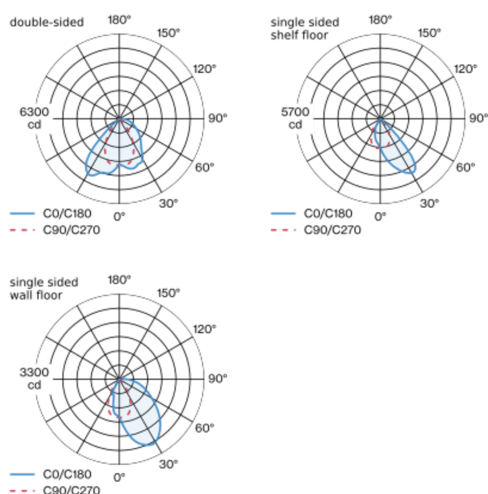 double-sided
180°
150°
120°
90°
60°
30°
0°
6300
cd
C0/C180
C90/C270
single sided
shelf floor
180°
150°
120°
90°
60°
30°
0°
5700
cd
C0/C180
C90/C270
single sided
wall floor
180°
150°
120°
90°
60°
30°
0°
3300
cd
C0/C180
C90/C270